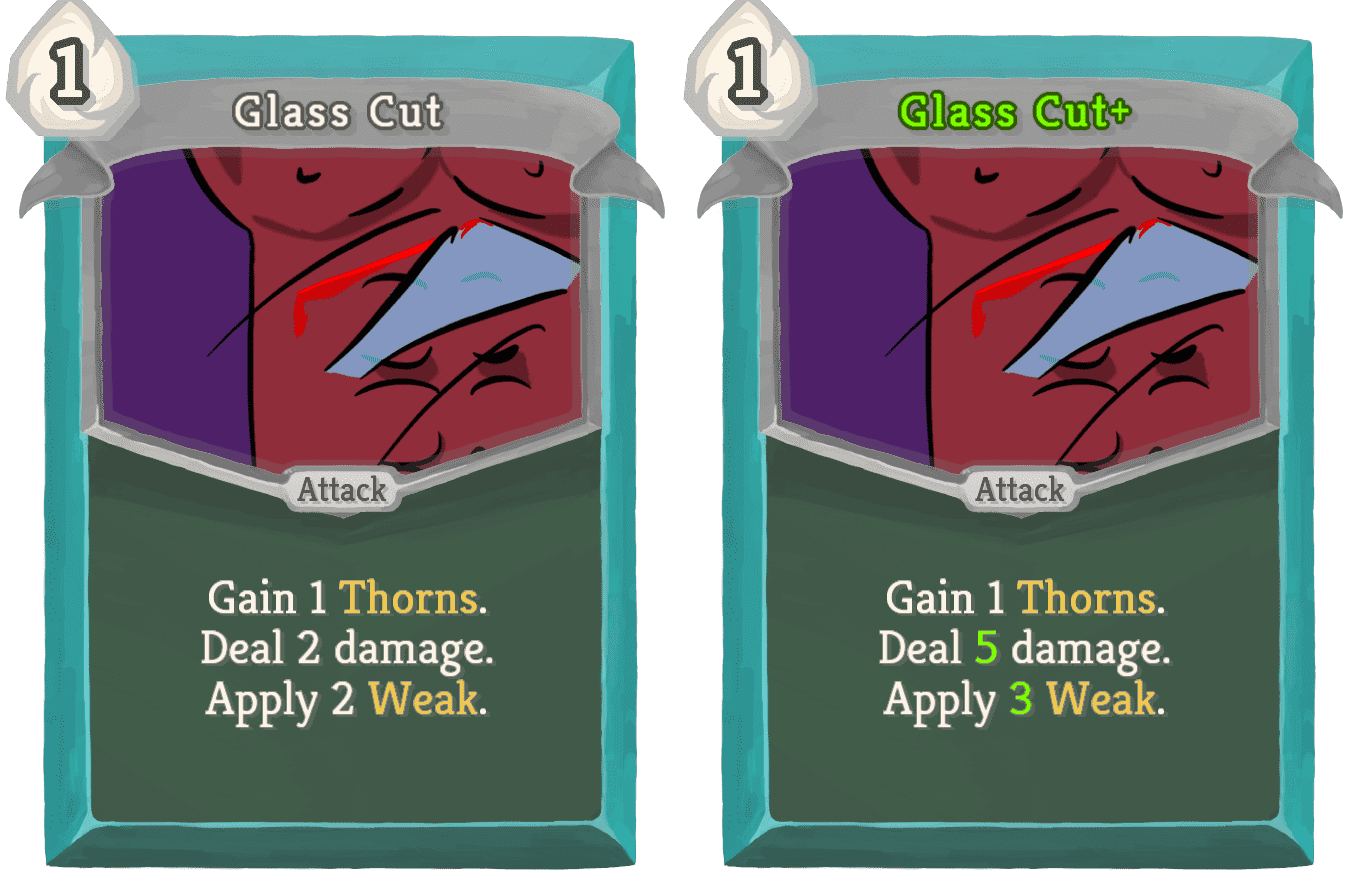 1
Glass Cut
Attack
Gain 1 Thorns.
Deal 2 damage.
Apply 2 Weak.
1
Glass Cut+
Attack
Gain 1 Thorns.
Deal 5 damage.
Apply 3 Weak.